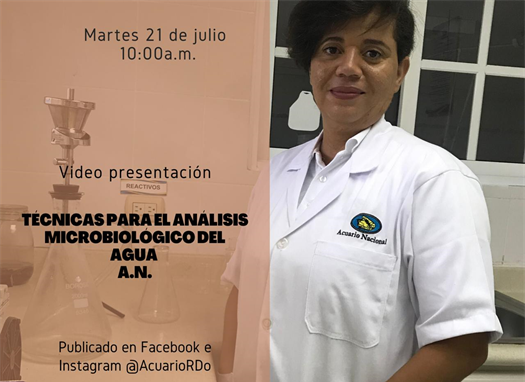 Martes 21 de julio
10:00a.m.
Video presentación
REACTIVOS
TÉCNICAS PARA EL ANÁLISIS
MICROBIOLÓGICO DEL
AGUA
A.N.
Acuario Nacional
Publicado en Facebook e
Instagram @AcuarioRDo